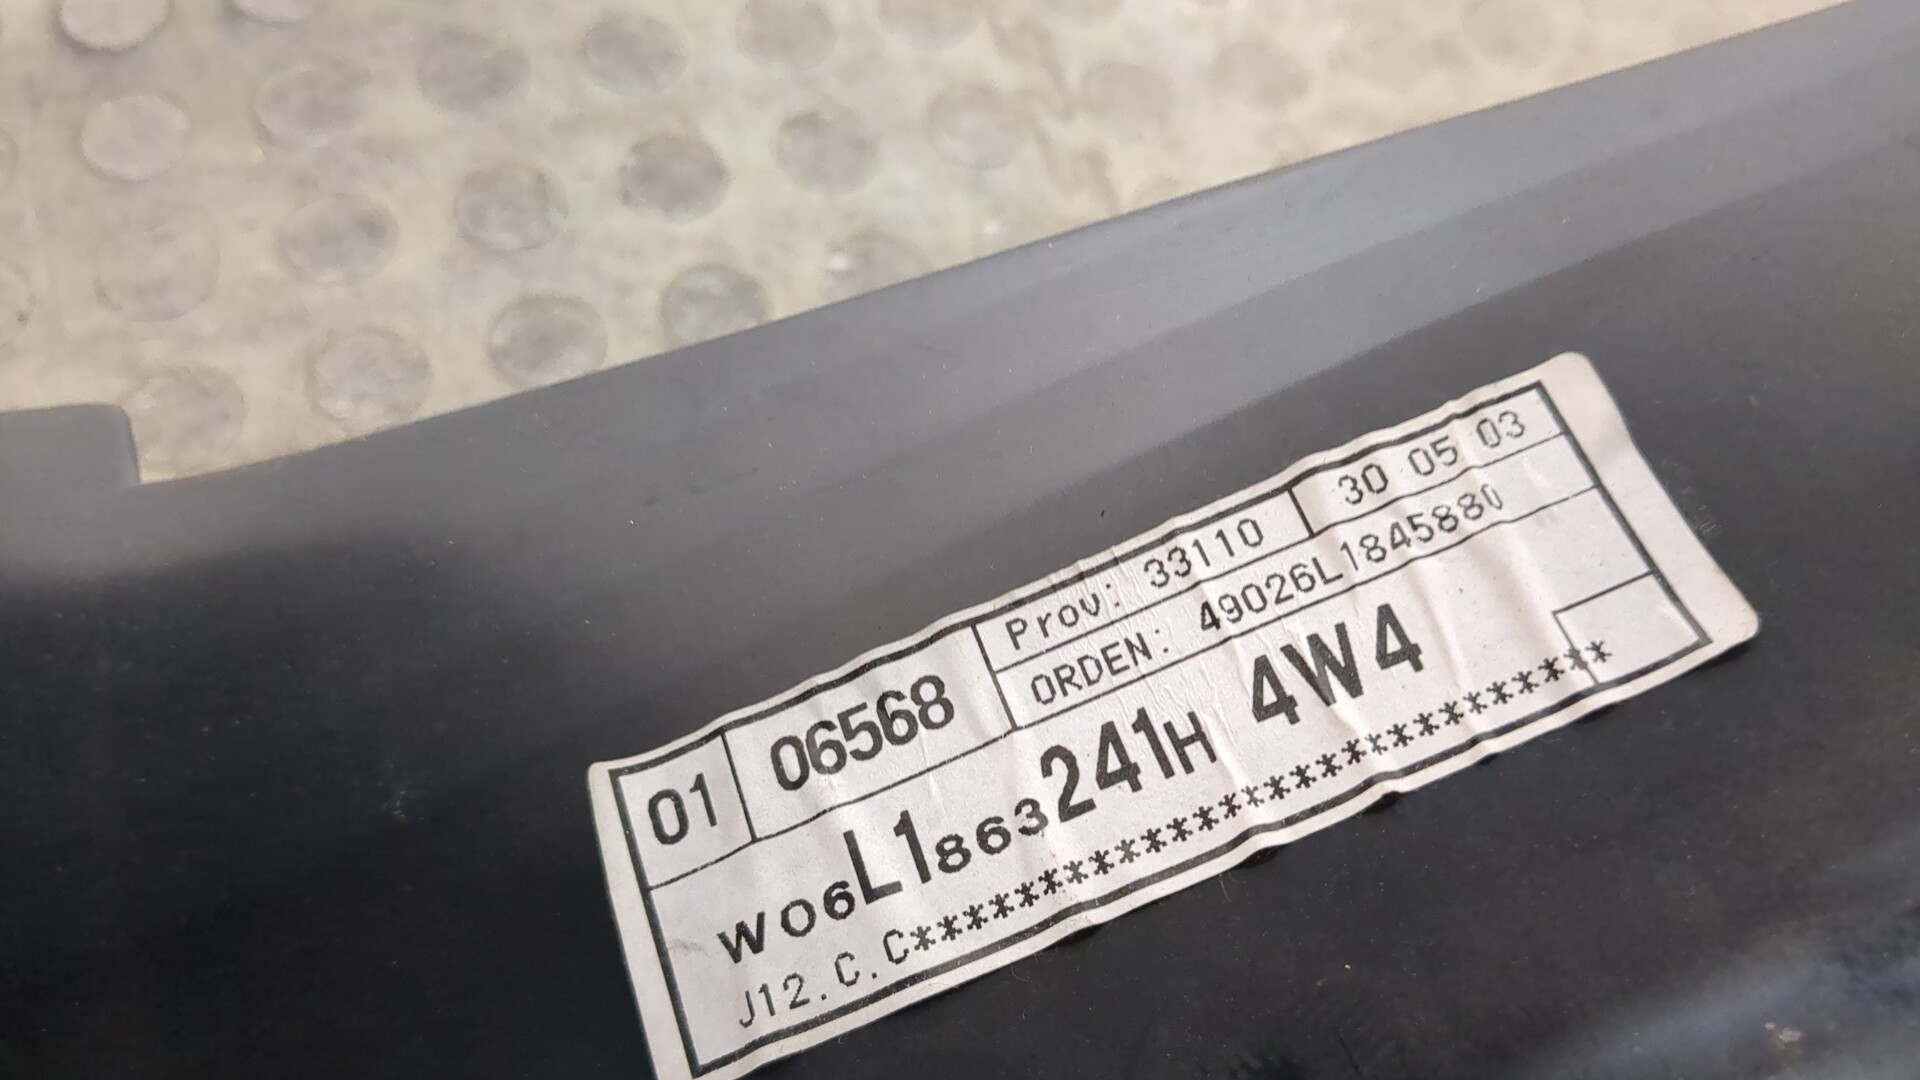 01 06568 Prov: 33110 30 05 03
ORDEN: 49026L1845880
W06L1863241H 4W4
J12.C.C***********************************